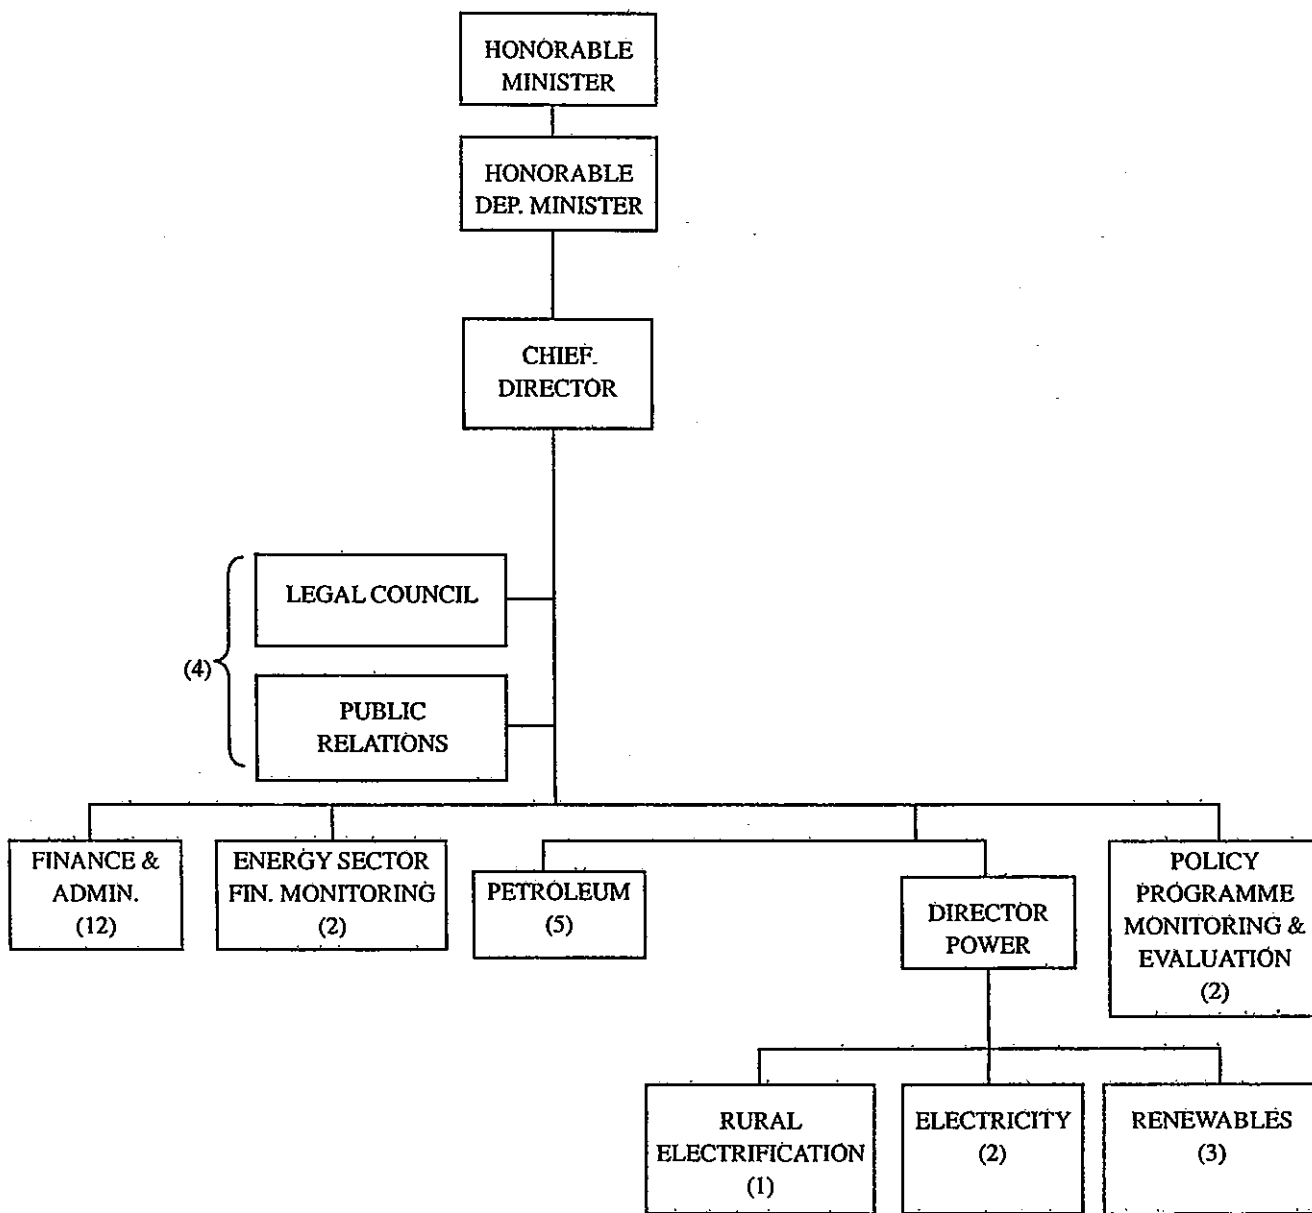 HONORABLE
MINISTER
HONORABLE
DEP. MINISTER
CHIEF.
DIRECTOR
LEGAL COUNCIL
(4)
PUBLIC
RELATIONS
FINANCE &
ADMIN.
(12)
ENERGY SECTOR
FIN. MONITORING
(2)
PETROLEUM
(5)
DIRECTOR
POWER
POLICY
PROGRAMME
MONITORING &
EVALUATION
(2)
RURAL
ELECTRIFICATION
(1)
ELECTRICITY
(2)
RENEWABLES
(3)